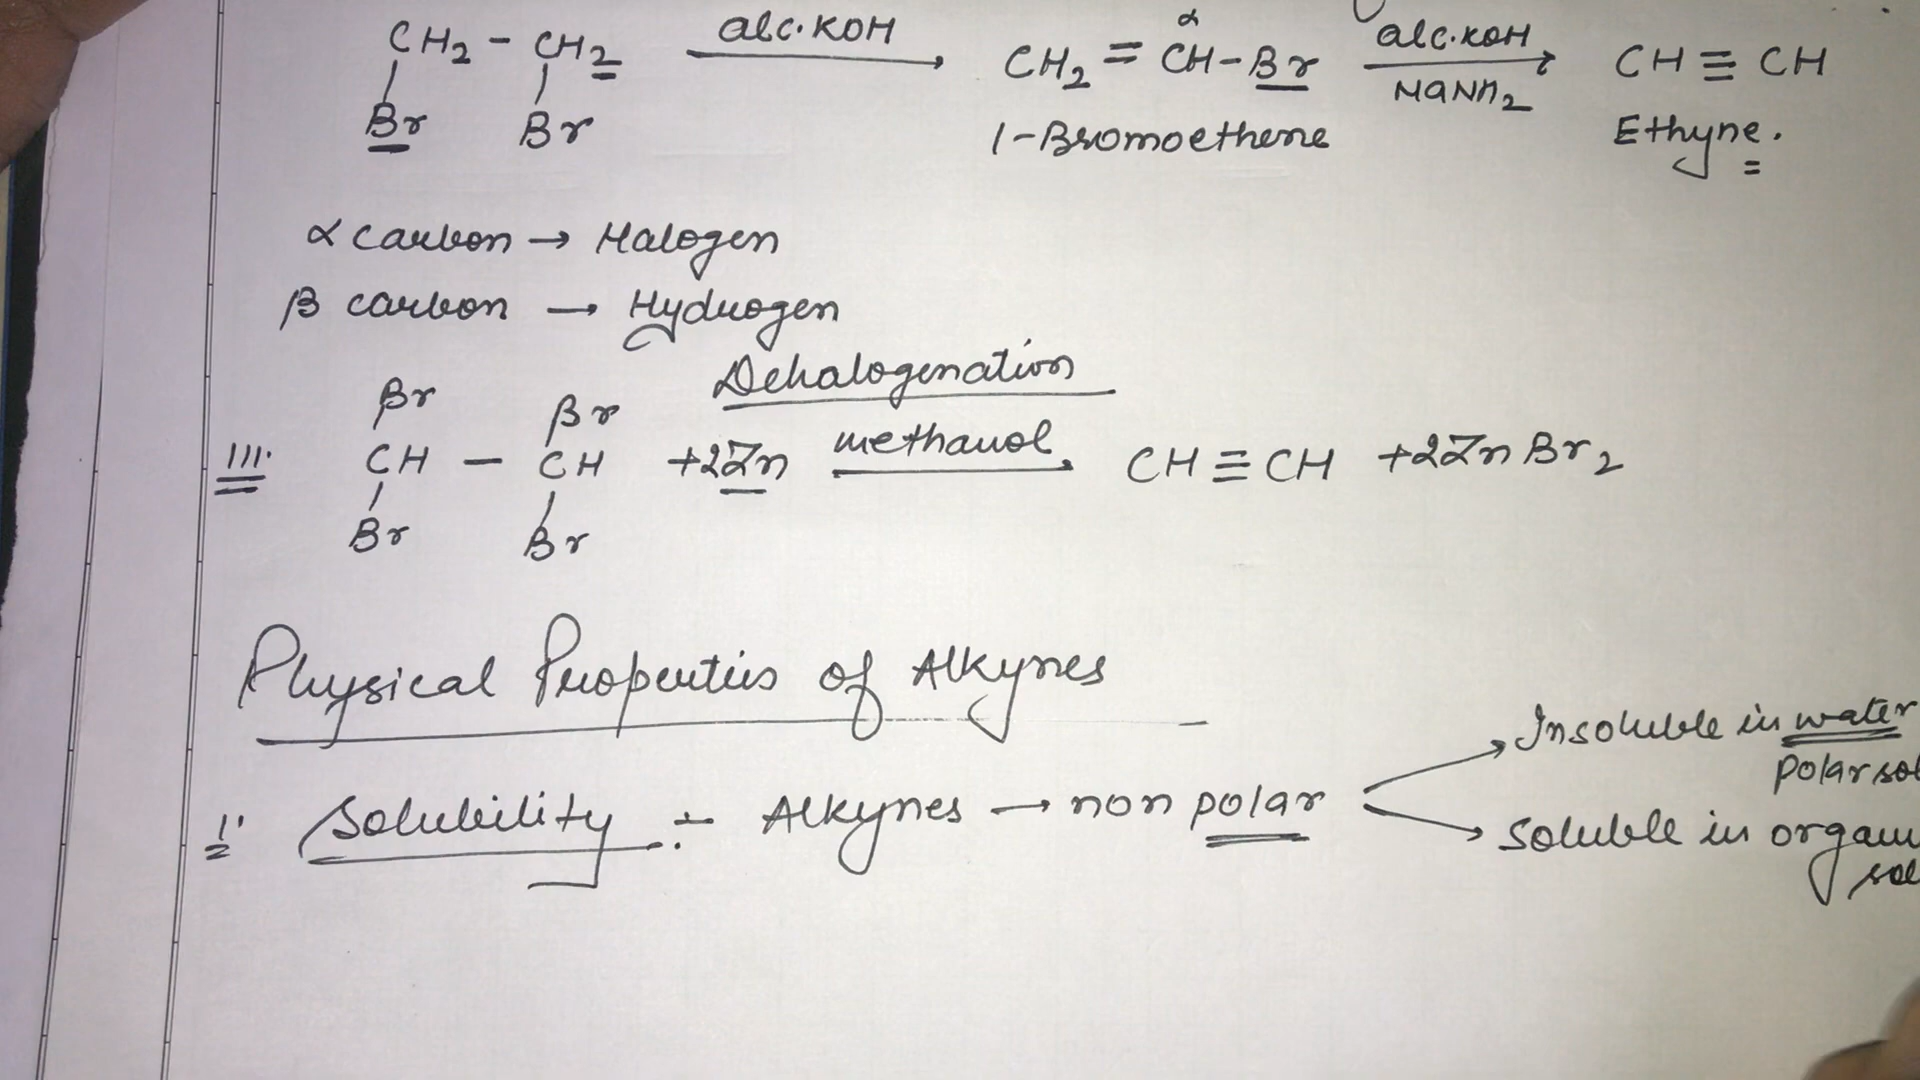 CH2 - CH2 alc.KOH CH2 = CH-Br alc.KOH CH ≡ CH
α
Br Br 1-Bromoethene NaNH2 Ethyne.
α carbon → Halogen
β carbon → Hydrogen
Dehalogenation
Br Br
III. CH - CH +2Zn methanol CH ≡ CH +2ZnBr2
Br Br
Physical Properties of Alkynes
1. Solubility :- Alkynes → non polar
Insoluble in water
polar
Soluble in